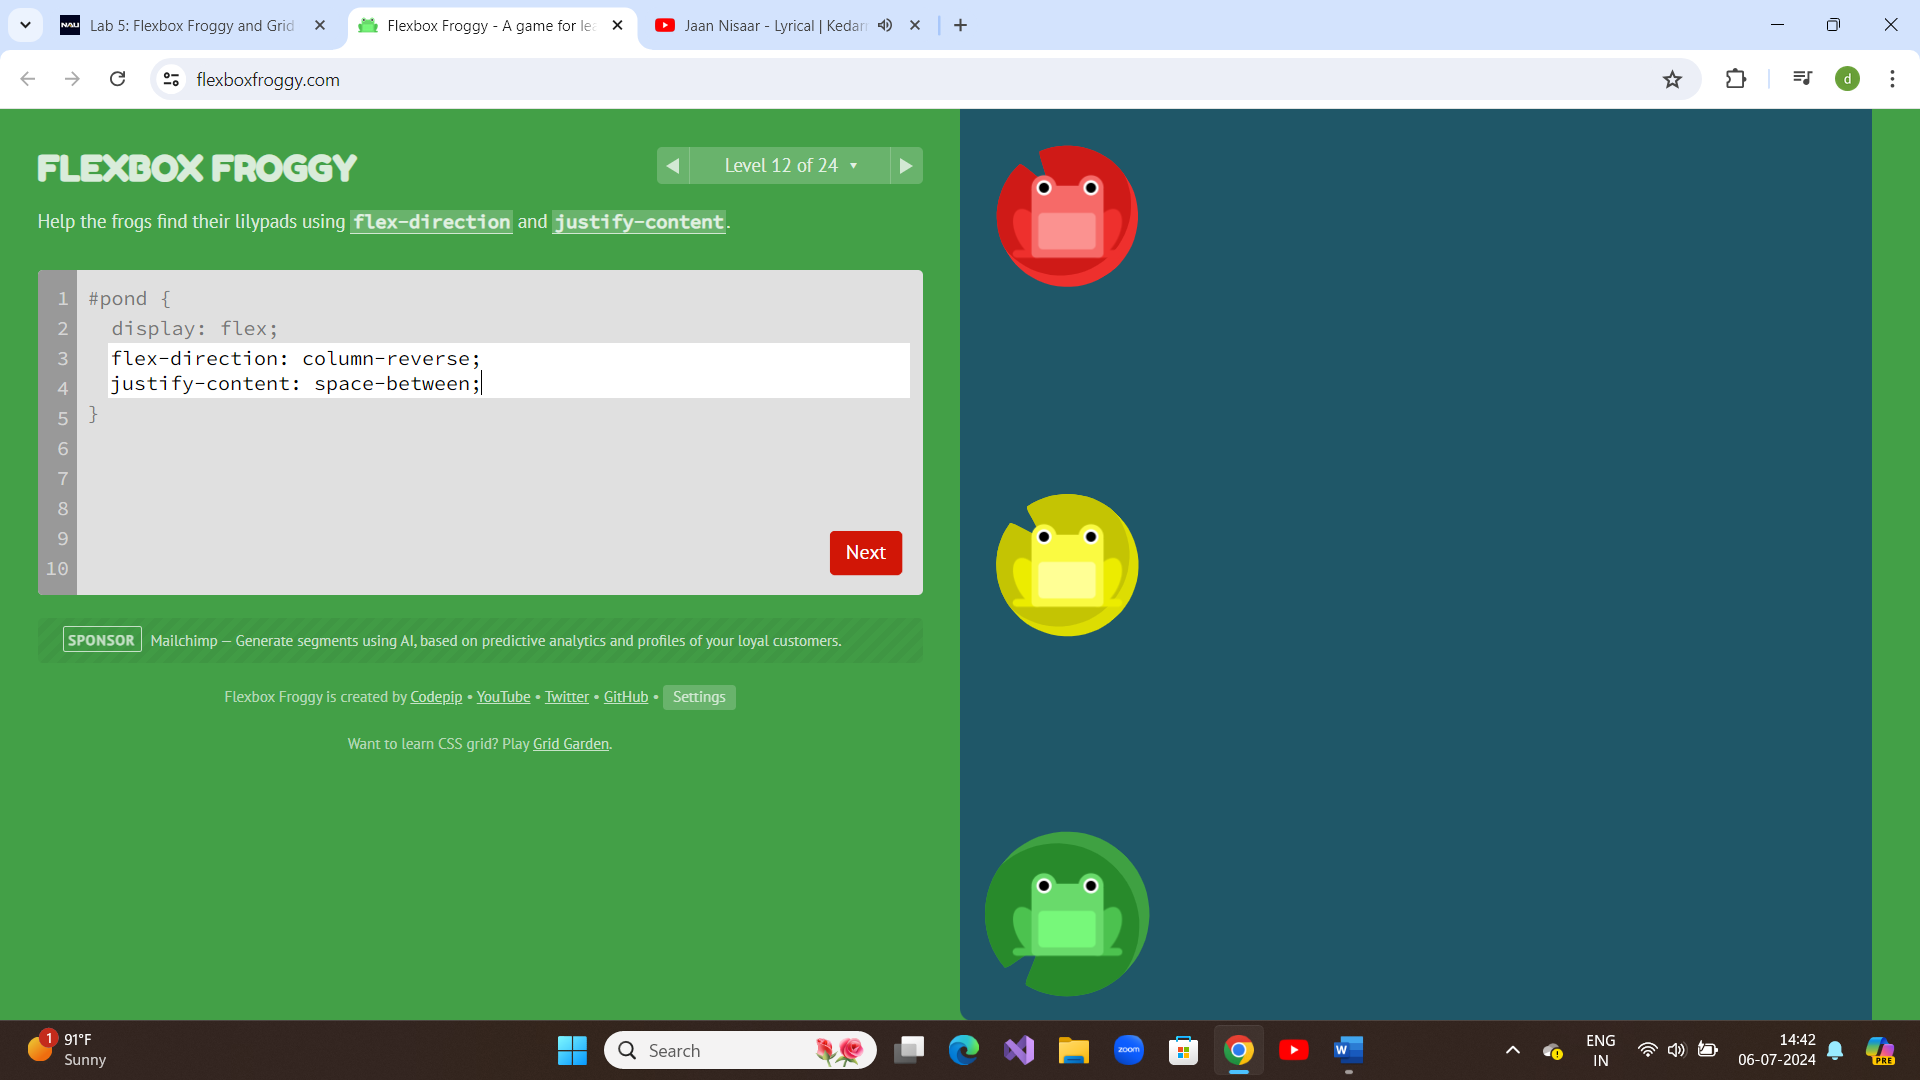 Lab 5: Flexbox Froggy and Grid
Flexbox Froggy - A game for lea
Jaan Nisaar - Lyrical | Kedarn
flexboxfroggy.com
d
FLEXBOX FROGGY
Level 12 of 24 ▼
Help the frogs find their lilypads using flex-direction and justify-content.
1 #pond {
2 display: flex;
3 flex-direction: column-reverse;
4 justify-content: space-between;
5 }
6
7
8
9
10
Next
SPONSOR Mailchimp — Generate segments using AI, based on predictive analytics and profiles of your loyal customers.
Flexbox Froggy is created by Codepip • YouTube • Twitter • GitHub • Settings
Want to learn CSS grid? Play Grid Garden.
1
91°F
Sunny
Search
zoom
W
ENG
IN
14:42
06-07-2024
PRE